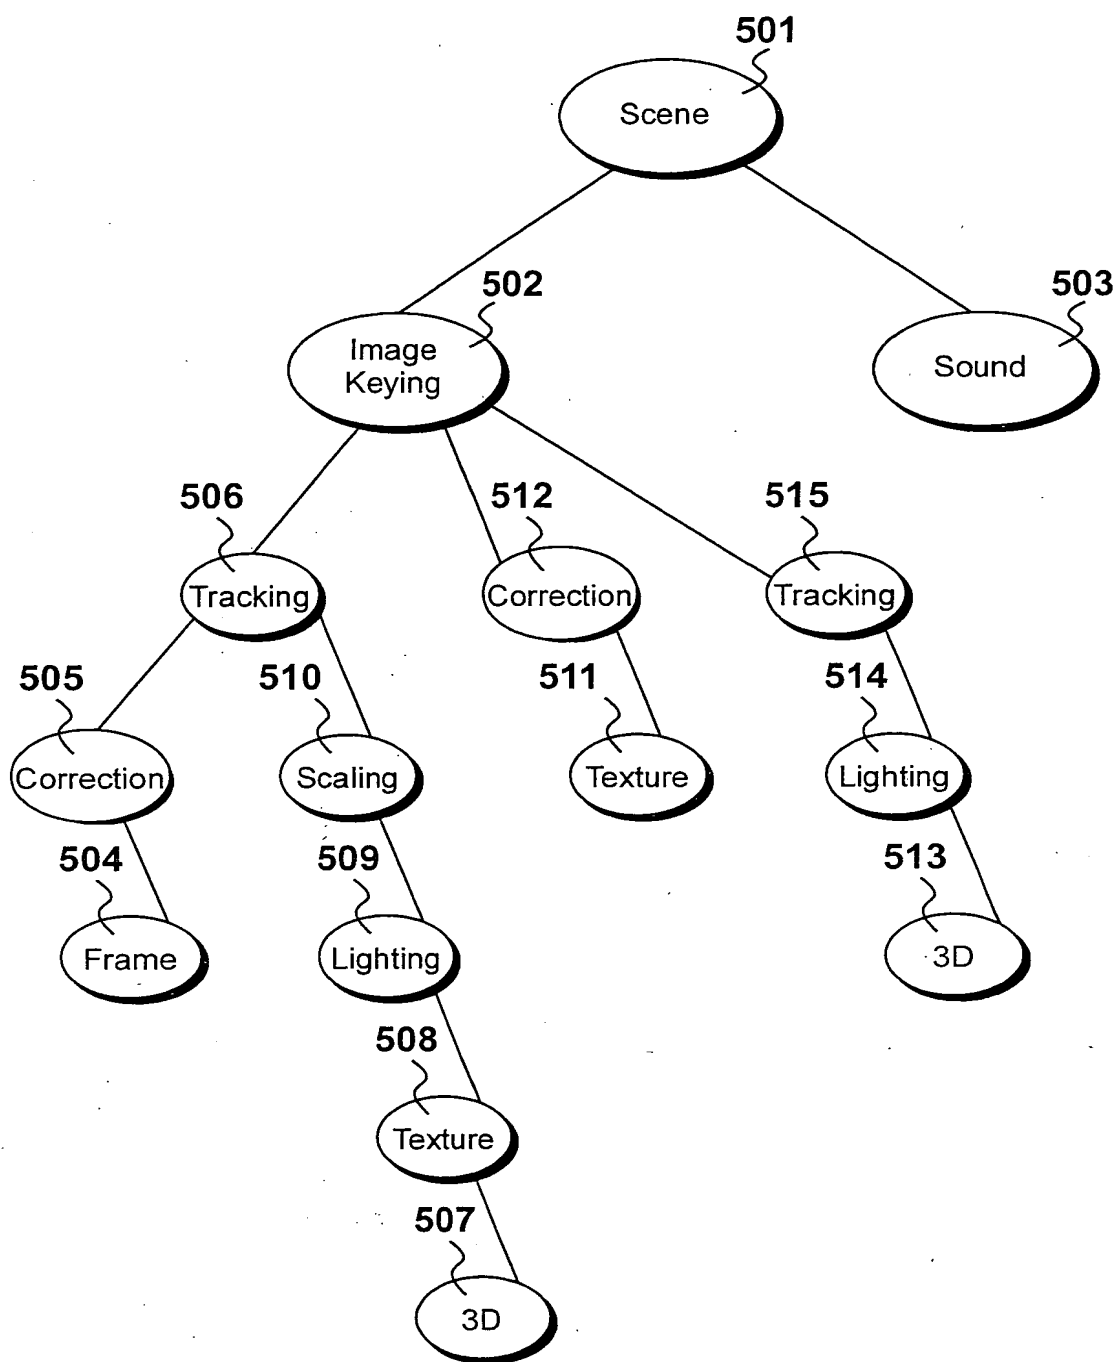 501
Scene
502
503
Image
Keying
Sound
506
512
515
Tracking
Correction
Tracking
505
510
511
514
Correction
Scaling
Texture
Lighting
504
509
513
Frame
Lighting
3D
508
Texture
507
3D